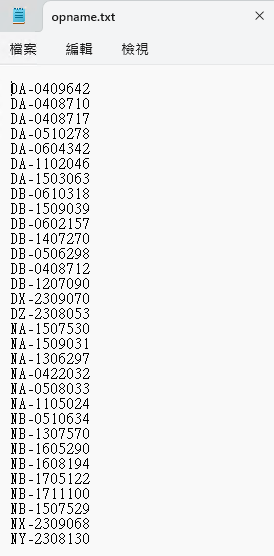 opname.txt
檔案 編輯 檢視
DA-0409642
DA-0408710
DA-0408717
DA-0510278
DA-0604342
DA-1102046
DA-1503063
DB-0610318
DB-1509039
DB-0602157
DB-1407270
DB-0506298
DB-0408712
DB-1207090
DX-2309070
DZ-2308053
NA-1507530
NA-1509031
NA-1306297
NA-0422032
NA-0508033
NA-1105024
NB-0510634
NB-1307570
NB-1605290
NB-1608194
NB-1705122
NB-1711100
NB-1507529
NX-2309068
NY-2308130